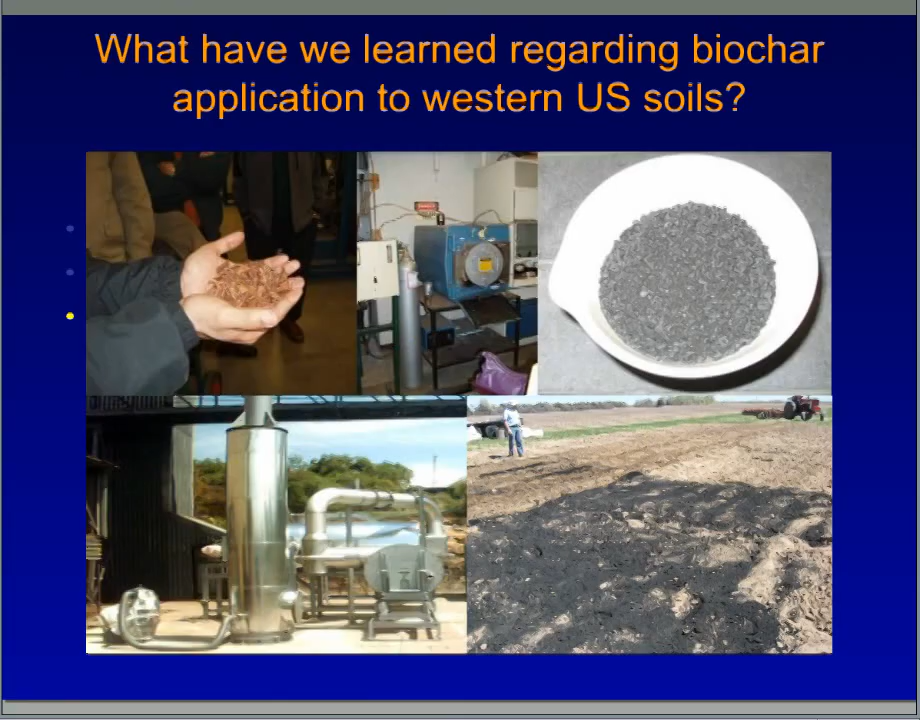 What have we learned regarding biochar
application to western US soils?